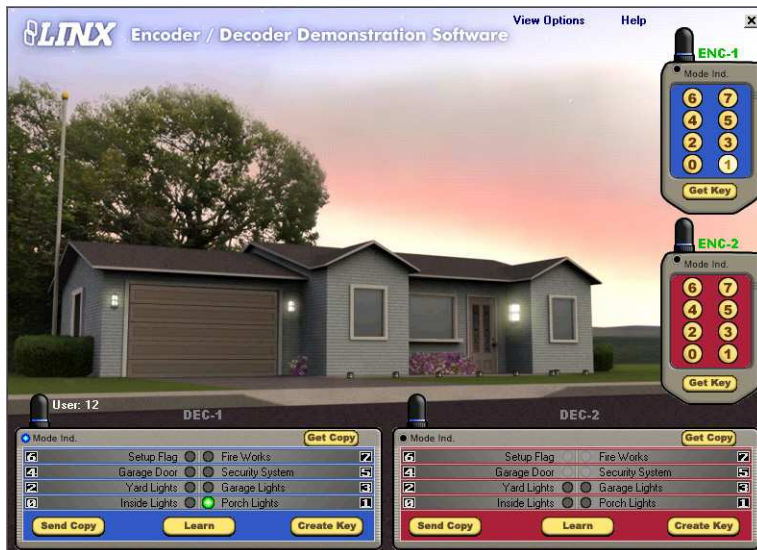 LINX Encoder / Decoder Demonstration Software
View Options Help
ENC-1
Mode Ind.
6 7
4 5
2 3
0 1
Get Key
ENC-2
Mode Ind.
6 7
4 5
2 3
0 1
Get Key
User: 12
DEC-1
Mode Ind. Get Copy
6 Setup Flag Fire Works 7
4 Garage Door Security System 5
2 Yard Lights Garage Lights 3
0 Inside Lights Porch Lights 1
Send Copy Learn Create Key
DEC-2
Mode Ind. Get Copy
6 Setup Flag Fire Works 7
4 Garage Door Security System 5
2 Yard Lights Garage Lights 3
0 Inside Lights Porch Lights 1
Send Copy Learn Create Key